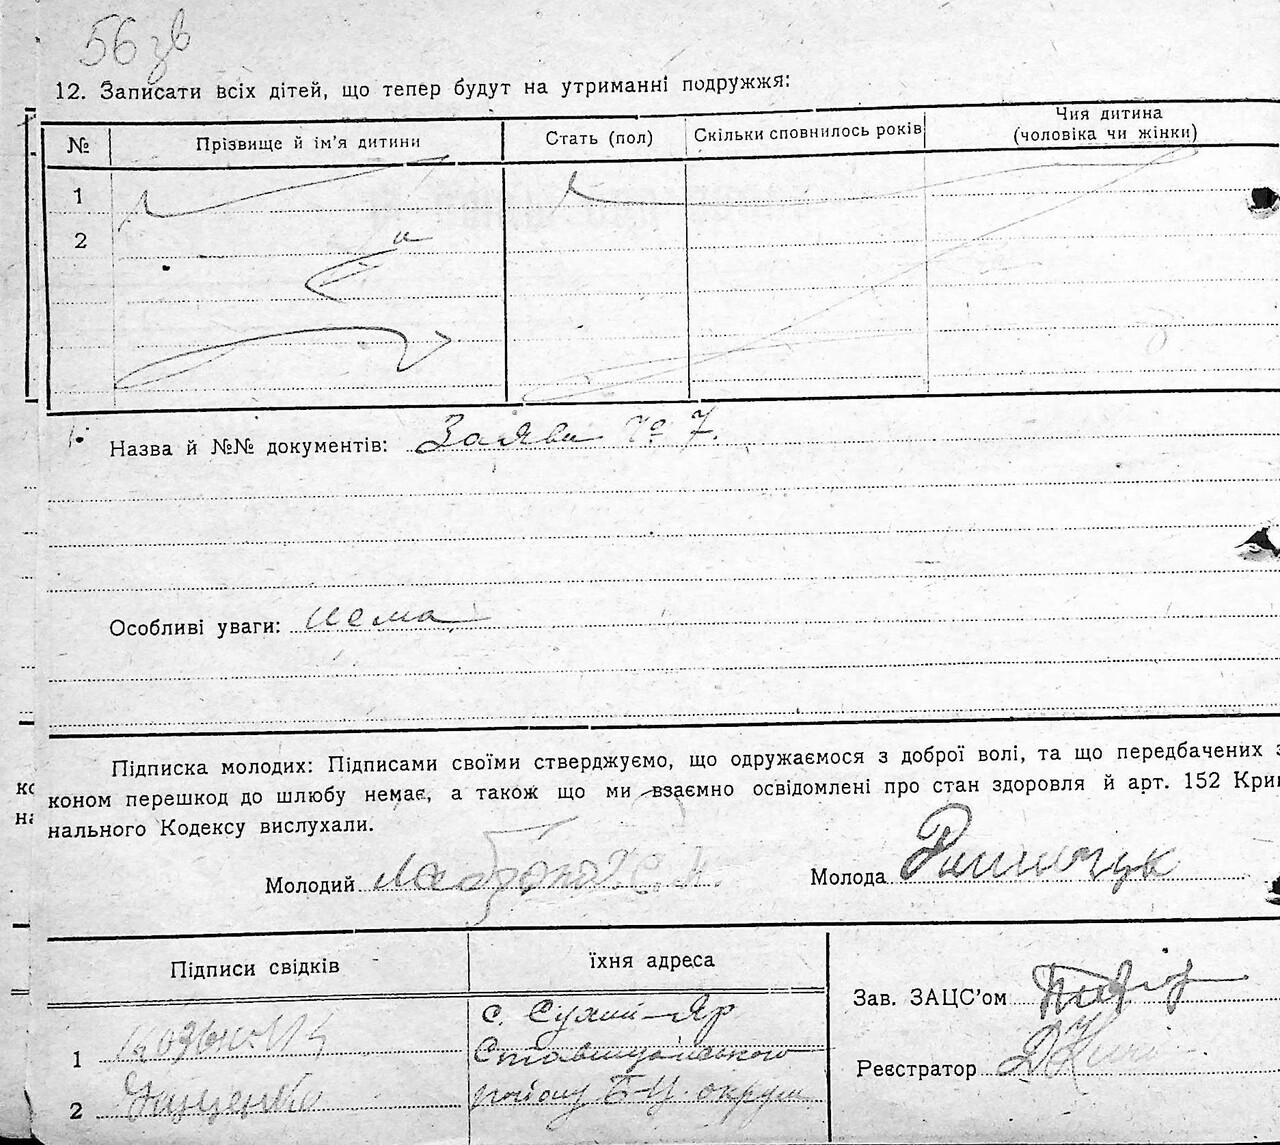 56 зв
12. Записати всіх дітей, що тепер будут на утриманні подружжя:
№ Прізвище й ім'я дитини Стать (пол) Скільки сповнилось років Чия дитина (чоловіка чи жінки)
1
2
Назва й №№ документів: Заява № 7.
Особливі уваги: нема
Підписка молодих: Підписами своїми стверджуємо, що одружаємося з доброї волі, та що передбачених з
коном перешкод до шлюбу немає, а також що ми взаємно освідомлені про стан здоровля й арт. 152 Кри
нального Кодексу вислухали.
Молодий Молода
Підписи свідків їхня адреса
Зав. ЗАЦС'ом
с. Сухий-Яр
1 Ставищанського
Реєстратор
2 району Б-Ц. округи